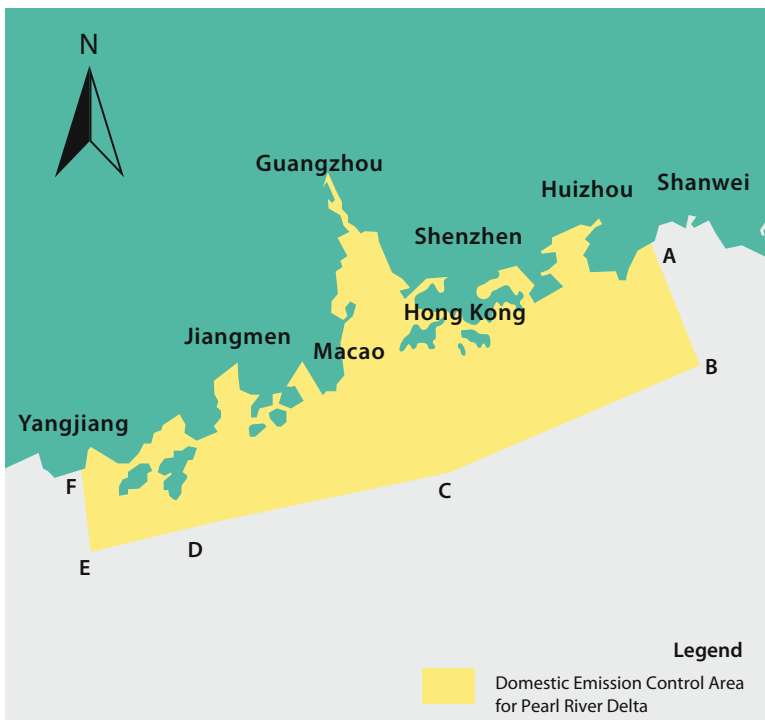 N
Guangzhou
Huizhou
Shanwei
Shenzhen
A
Hong Kong
Jiangmen
Macao
B
Yangjiang
F
C
D
E
Legend
Domestic Emission Control Area
for Pearl River Delta